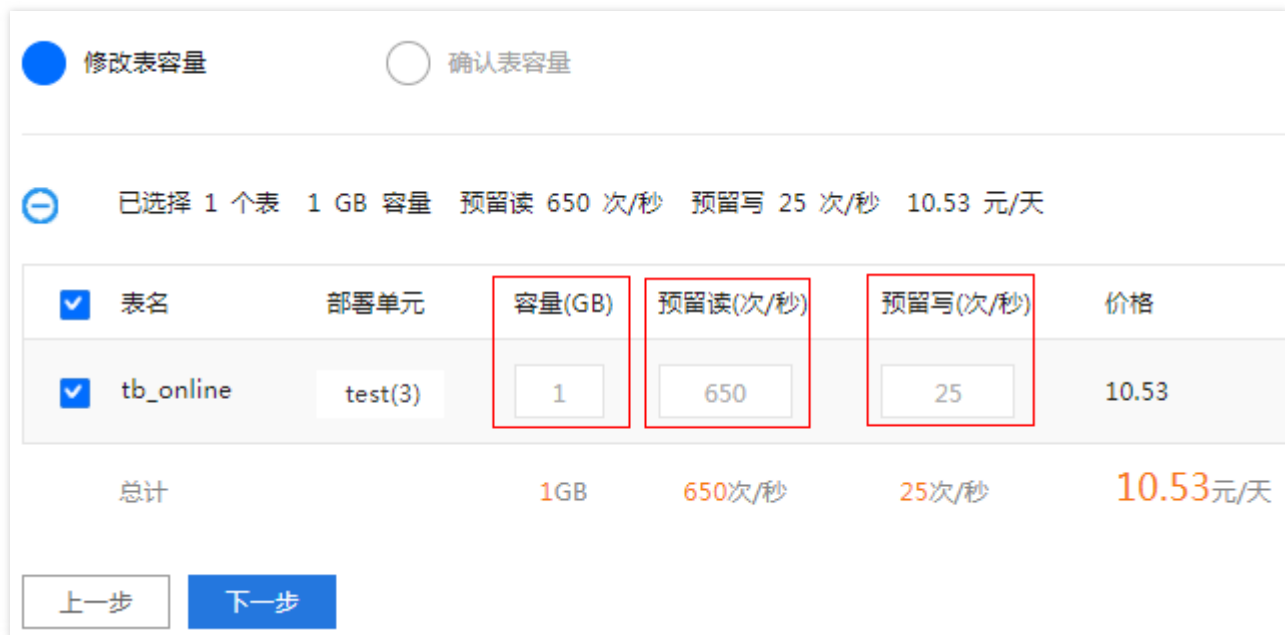 修改表容量 确认表容量
已选择 1 个表 1 GB 容量 预留读 650 次/秒 预留写 25 次/秒 10.53 元/天
表名 部署单元 容量(GB) 预留读(次/秒) 预留写(次/秒) 价格
tb_online test(3) 1 650 25 10.53
总计 1GB 650次/秒 25次/秒 10.53元/天
上一步 下一步